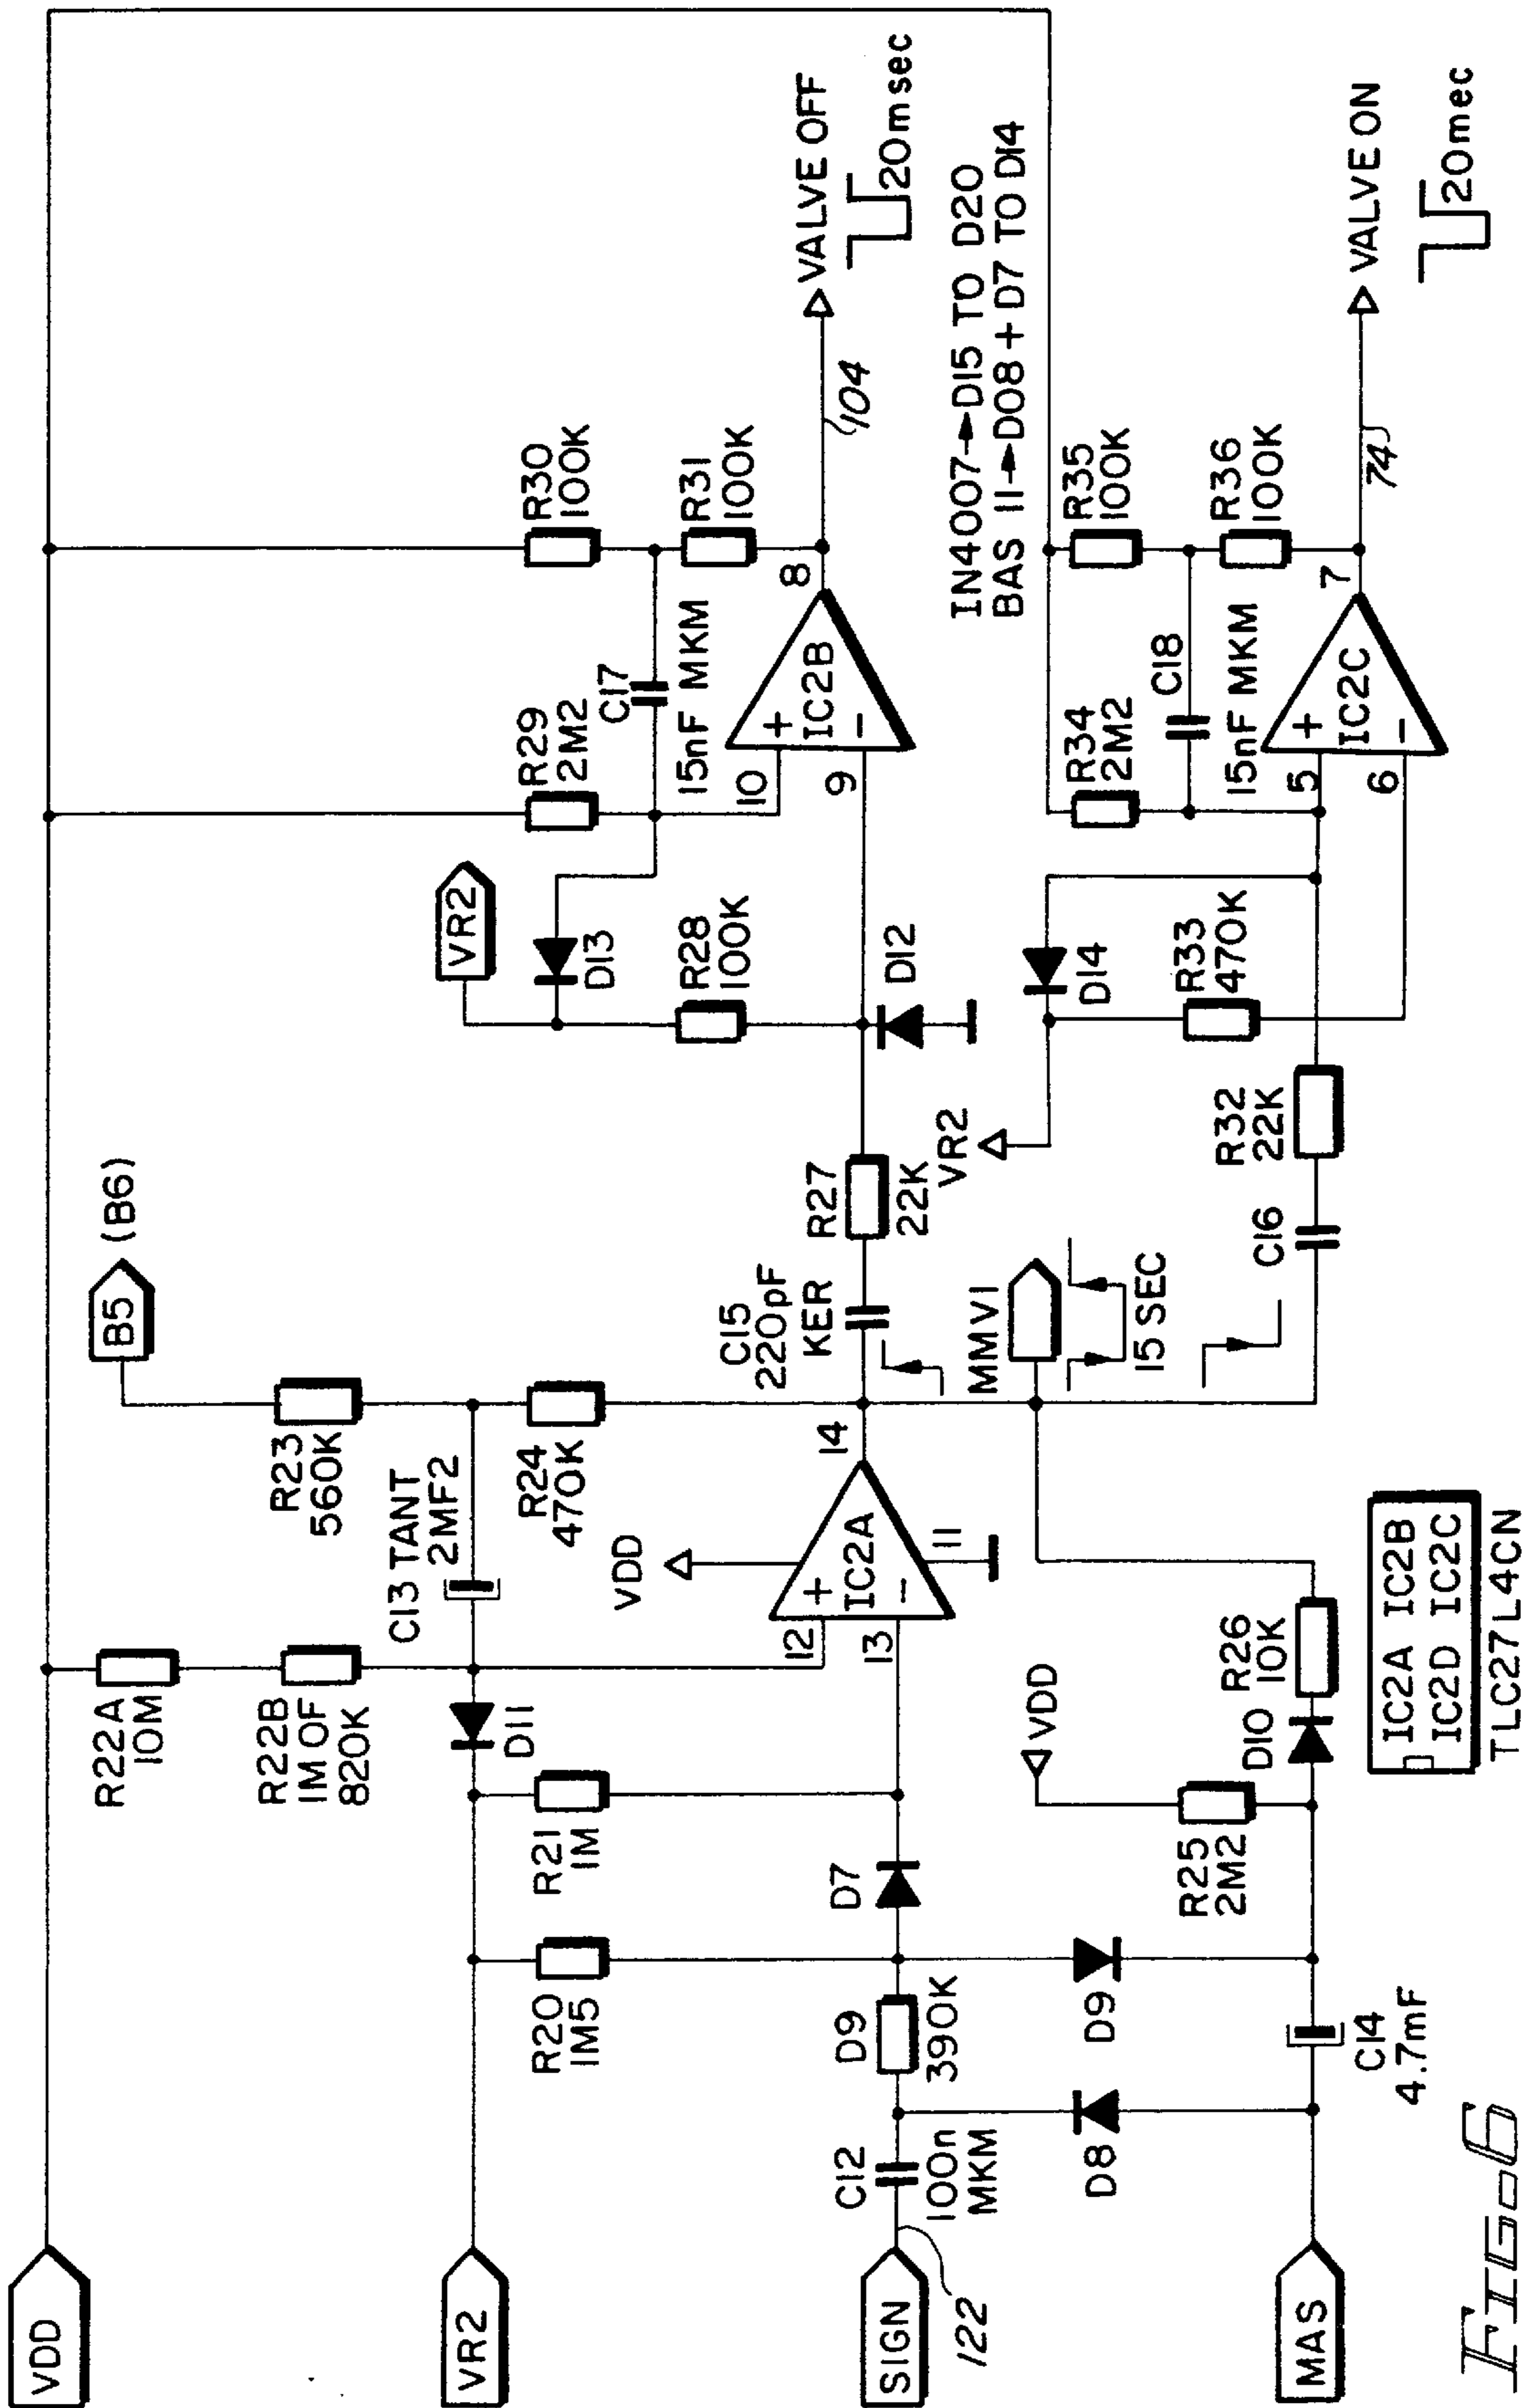 VDD
VR2
SIGN
122
MAS
C12
100n
MKM
D8
D9
390K
R20
1M5
D9
C14
4.7mF
D7
R21
1M
R25
2M2
VDD
D10
R26
10K
D11
R22A
10M
R22B
1M OF
820K
C13 TANT
2MF2
R23
560K
B5
(B6)
R24
470K
VDD
12
13
+
-
IC2A
11
14
IC2A IC2B
IC2D IC2C
TLC27L4CN
C15
220pF
KER
MMV1
15 SEC
C16
R27
22K
VR2
R32
22K
VR2
D13
R28
100K
D12
D14
R33
470K
R29
2M2
C17
15nF MKM
10
9
+
-
IC2B
8
R30
100K
R31
100K
104
VALVE OFF
20msec
IN4007→D15 TO D20
BAS 11→D08+D7 TO D14
R34
2M2
C18
15nF MKM
5
6
+
-
IC2C
7
R35
100K
R36
100K
74
VALVE ON
20mec
FIG-6